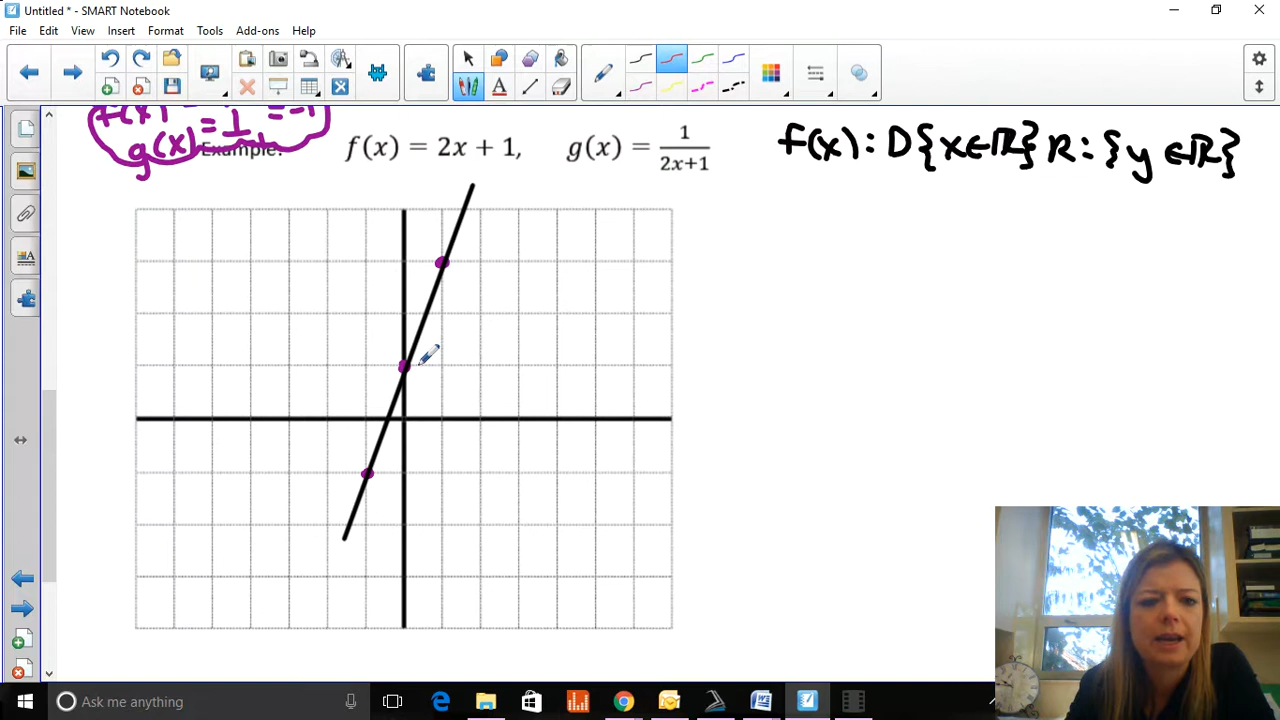 Untitled * - SMART Notebook
File Edit View Insert Format Tools Add-ons Help
g(x) = 1
Example: f(x) = 2x + 1, g(x) = 1/(2x+1)
f(x): D{x∈ℝ} R: {y ∈ℝ}
Ask me anything